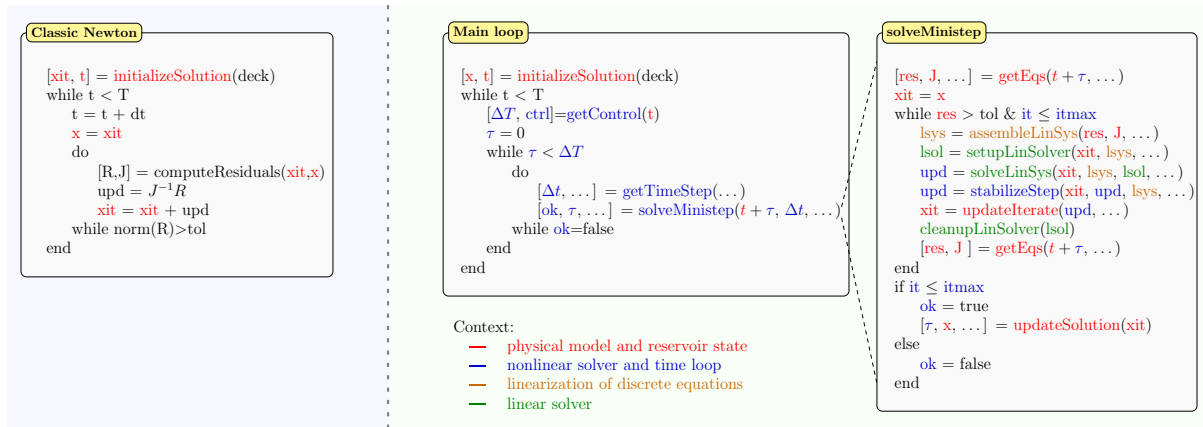 Classic Newton
[xit, t] = initializeSolution(deck)
while t < T
t = t + dt
x = xit
do
[R,J] = computeResiduals(xit,x)
upd = J⁻¹R
xit = xit + upd
while norm(R)>tol
end
Main loop
[x, t] = initializeSolution(deck)
while t < T
[ΔT, ctrl]=getControl(t)
τ = 0
while τ < ΔT
do
[Δt, …] = getTimeStep(…)
[ok, τ, …] = solveMinistep(t + τ, Δt, …)
while ok=false
end
end
Context:
physical model and reservoir state
nonlinear solver and time loop
linearization of discrete equations
linear solver
solveMinistep
[res, J, …] = getEqs(t + τ, …)
xit = x
while res > tol & it ≤ itmax
lsys = assembleLinSys(res, J, …)
lsol = setupLinSolver(xit, lsys, …)
upd = solveLinSys(xit, lsys, lsol, …)
upd = stabilizeStep(xit, upd, lsys, …)
xit = updateIterate(upd, …)
cleanupLinSolver(lsol)
[res, J ] = getEqs(t + τ, …)
end
if it ≤ itmax
ok = true
[τ, x, …] = updateSolution(xit)
else
ok = false
end